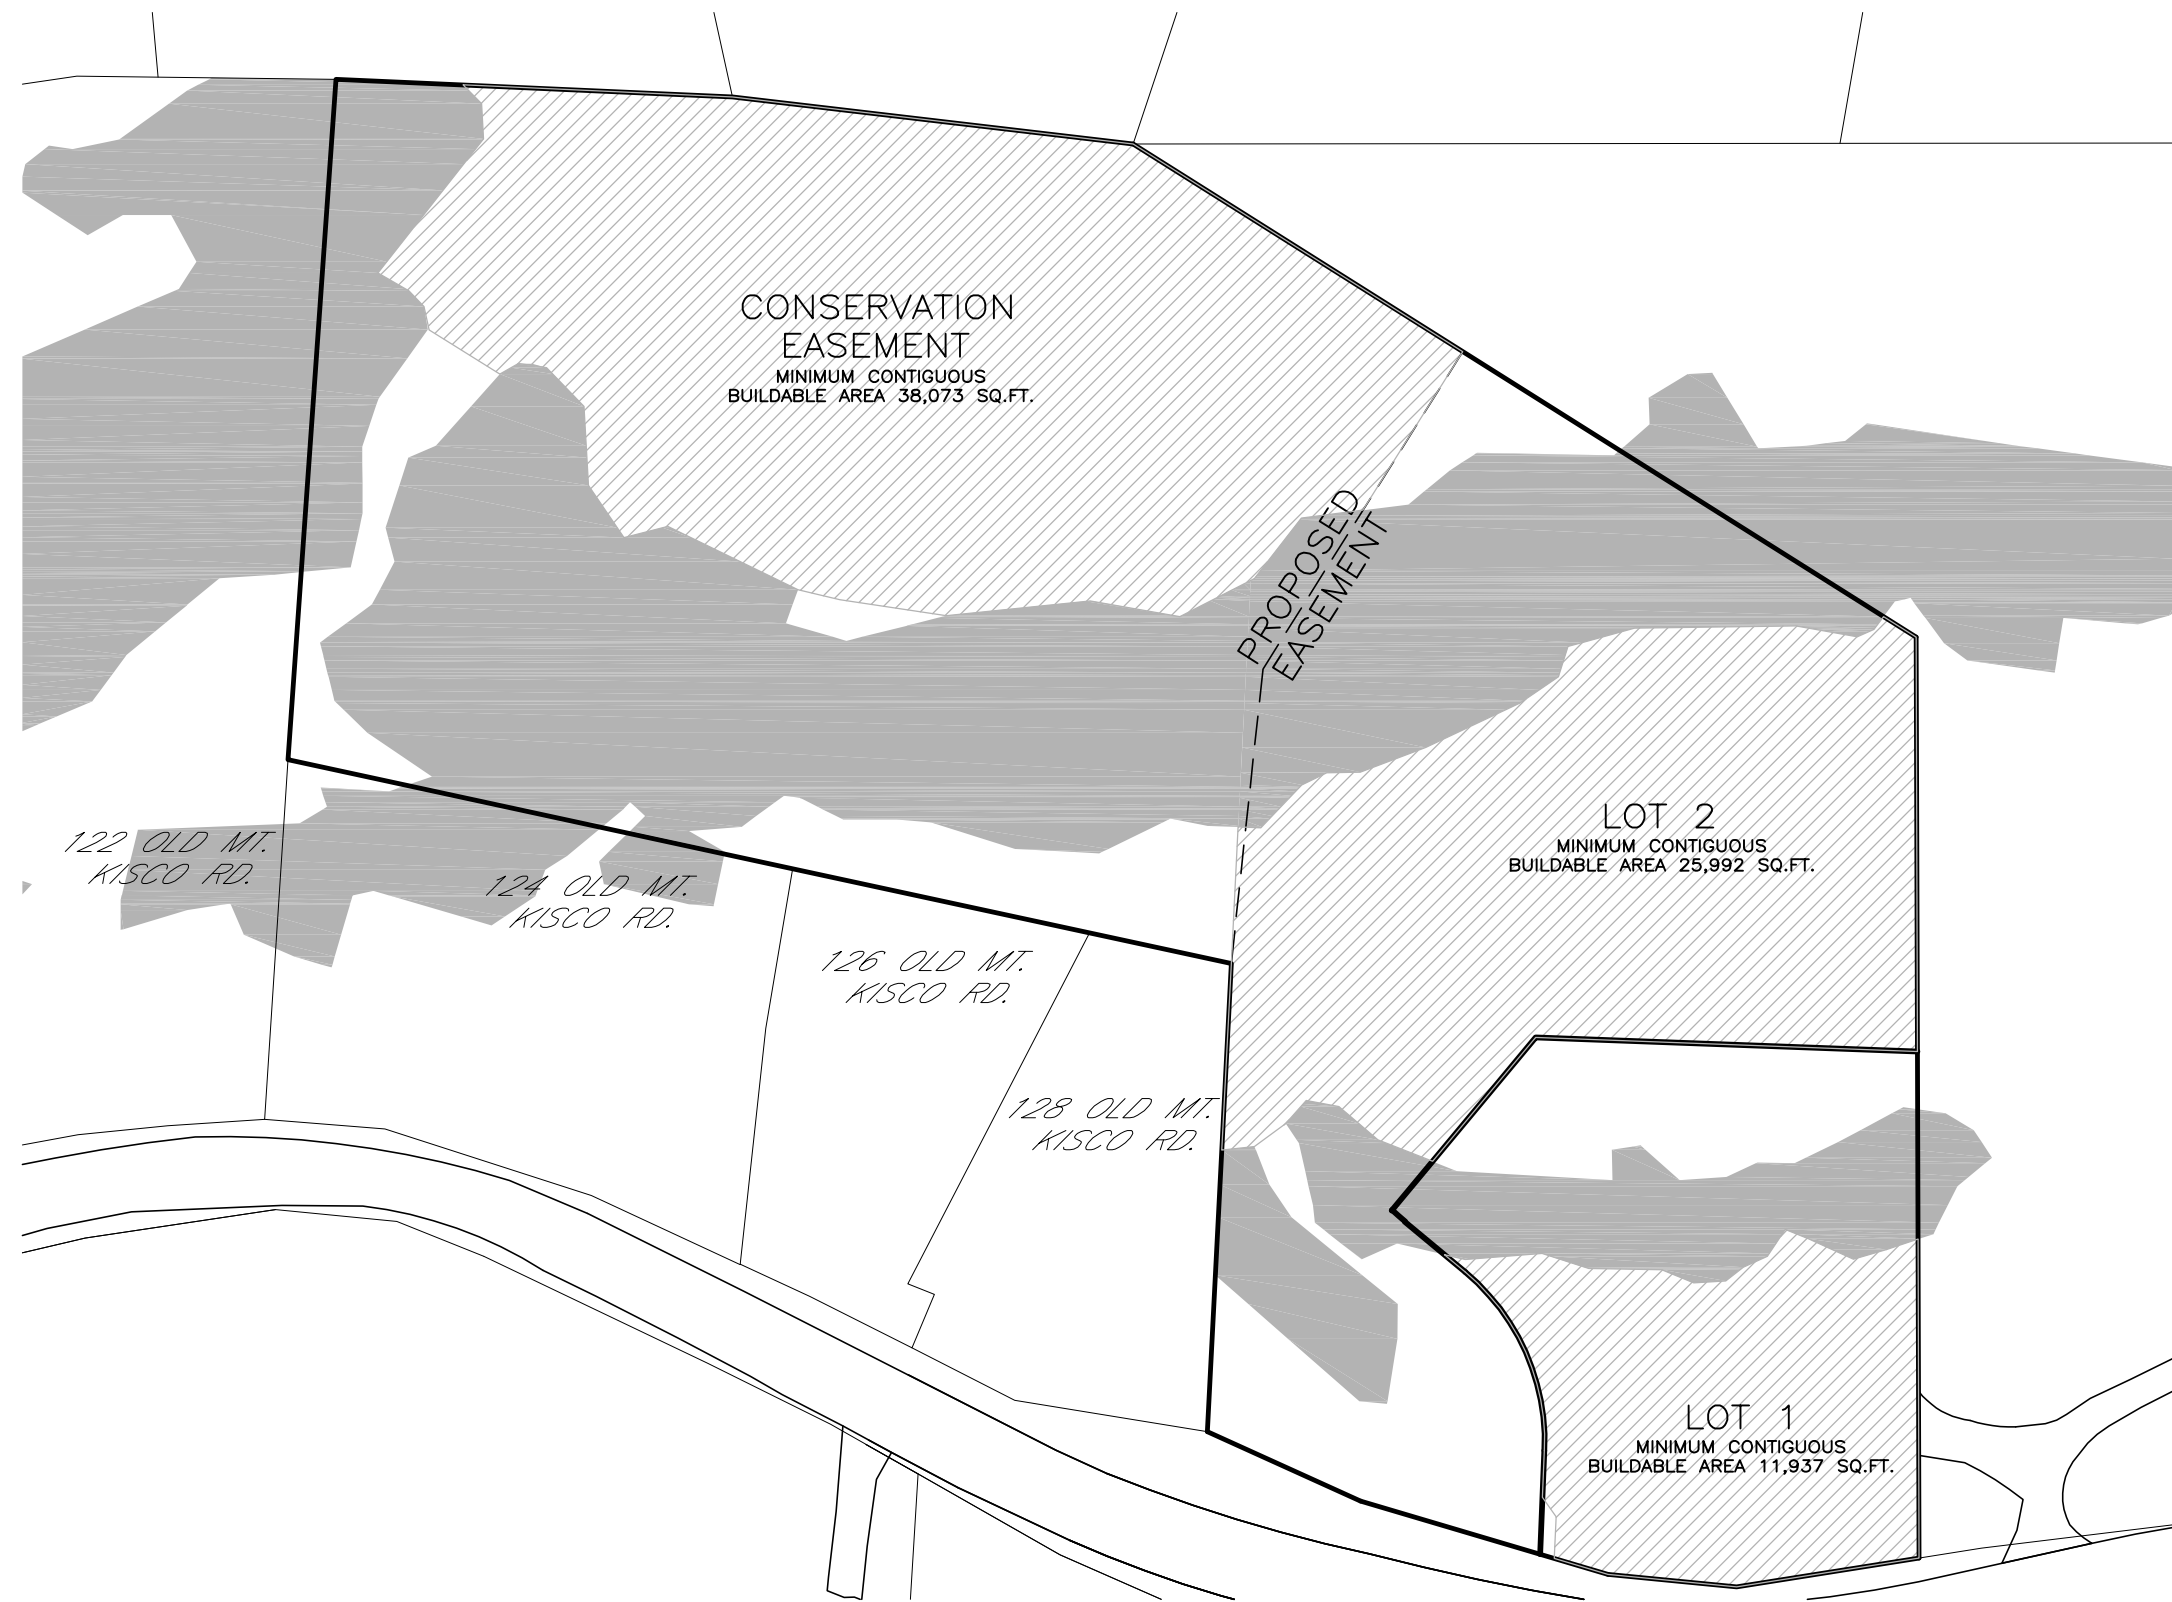 CONSERVATION
EASEMENT
MINIMUM CONTIGUOUS
BUILDABLE AREA 38,073 SQ.FT.
PROPOSED
EASEMENT
LOT 2
MINIMUM CONTIGUOUS
BUILDABLE AREA 25,992 SQ.FT.
122 OLD MT.
KISCO RD.
124 OLD MT.
KISCO RD.
126 OLD MT.
KISCO RD.
128 OLD MT.
KISCO RD.
LOT 1
MINIMUM CONTIGUOUS
BUILDABLE AREA 11,937 SQ.FT.